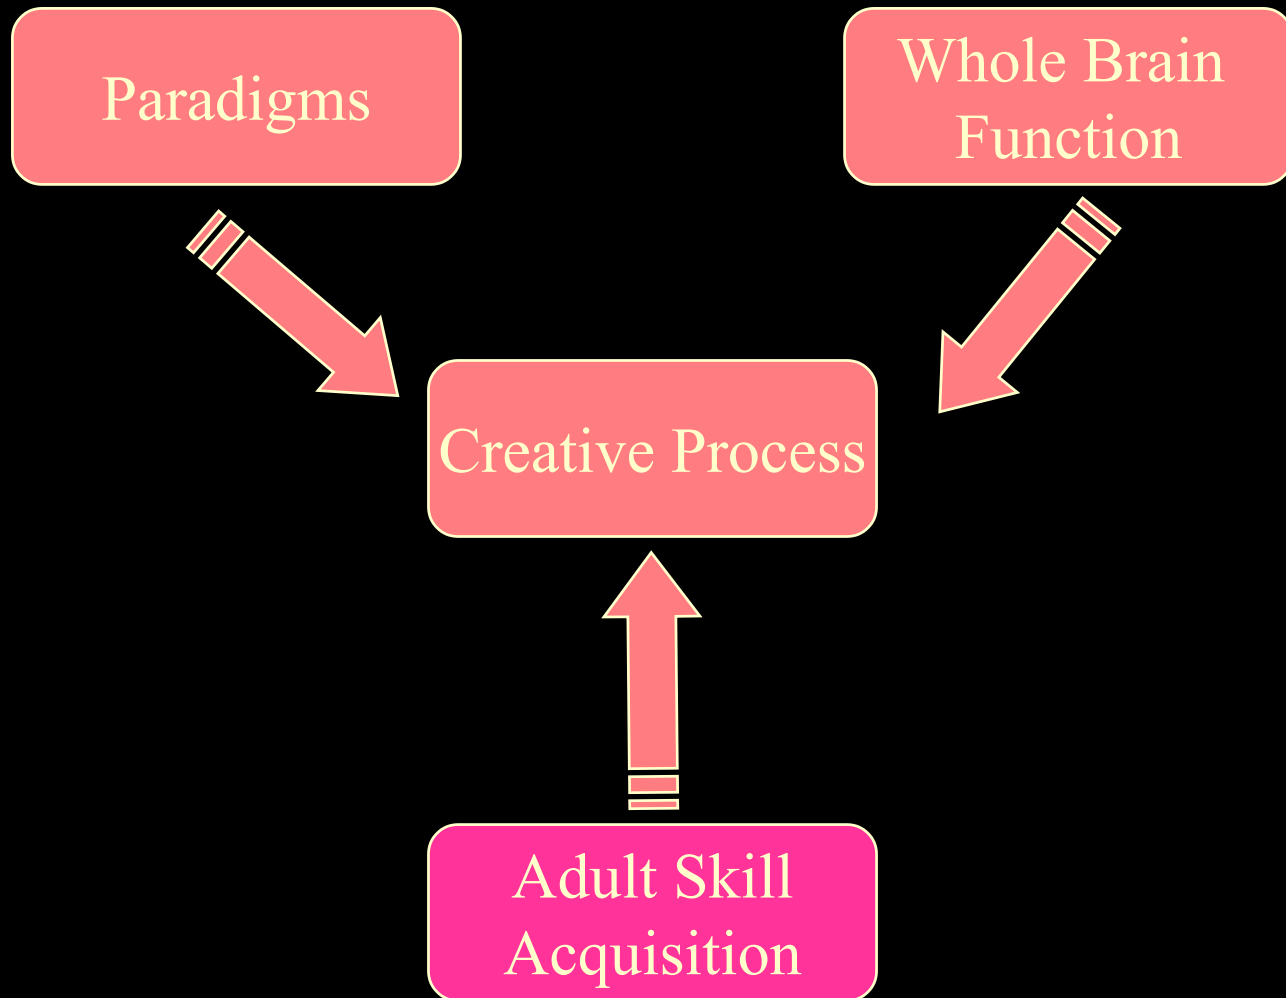 Paradigms
Whole Brain
Function
Creative Process
Adult Skill
Acquisition